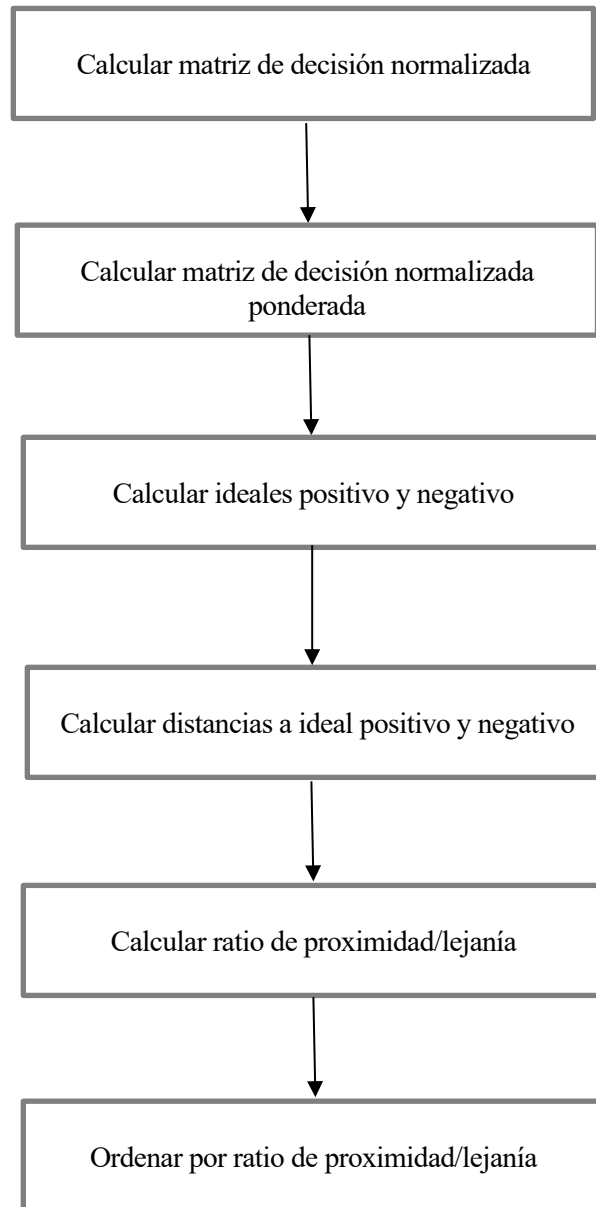 Calcular matriz de decisión normalizada
Calcular matriz de decisión normalizada
ponderada
Calcular ideales positivo y negativo
Calcular distancias a ideal positivo y negativo
Calcular ratio de proximidad/lejanía
Ordenar por ratio de proximidad/lejanía